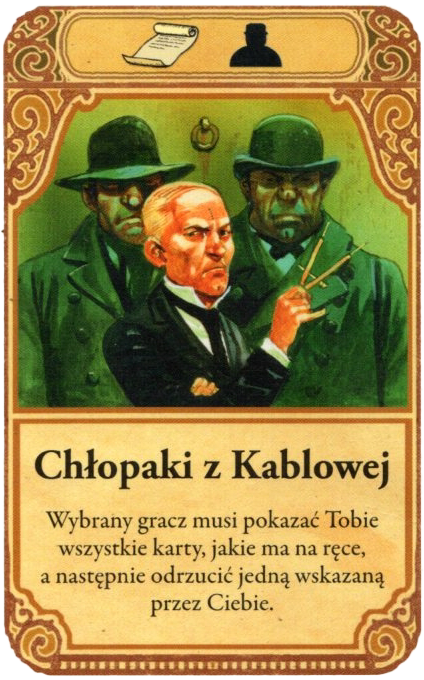 Chłopaki z Kablowej
Wybrany gracz musi pokazać Tobie
wszystkie karty, jakie ma na ręce,
a następnie odrzucić jedną wskazaną
przez Ciebie.